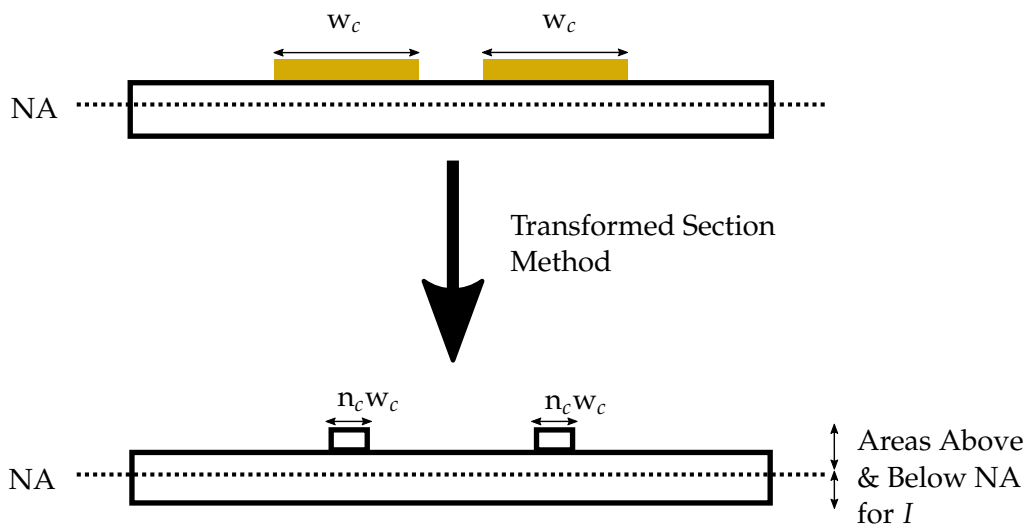 w_c w_c
NA
Transformed Section
Method
n_cw_c n_cw_c
NA
Areas Above
& Below NA
for I